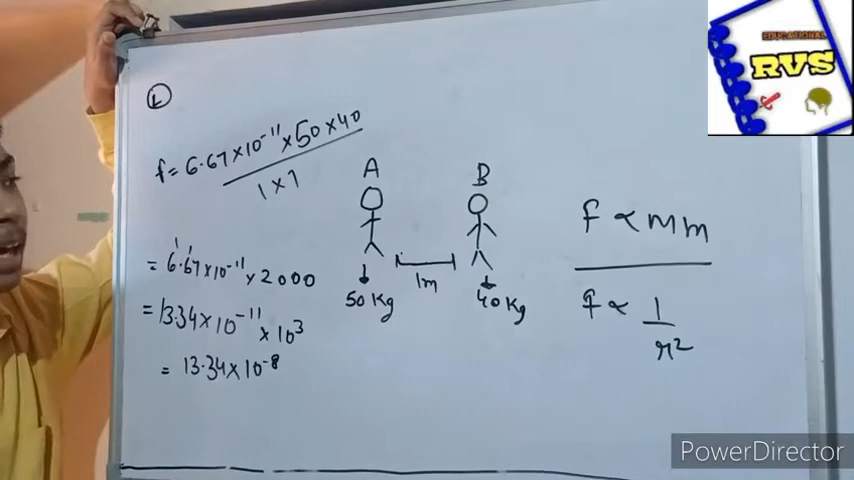 EDUCATIONAL
RVS
L
f = 6.67 × 10⁻¹¹ × 50 × 40
1 × 1
A
B
50 Kg
1m
40 Kg
= 6.67 × 10⁻¹¹ × 2000
= 13.34 × 10⁻¹¹ × 10³
= 13.34 × 10⁻⁸
f ∝ Mm
f ∝ 1
r²
PowerDirector